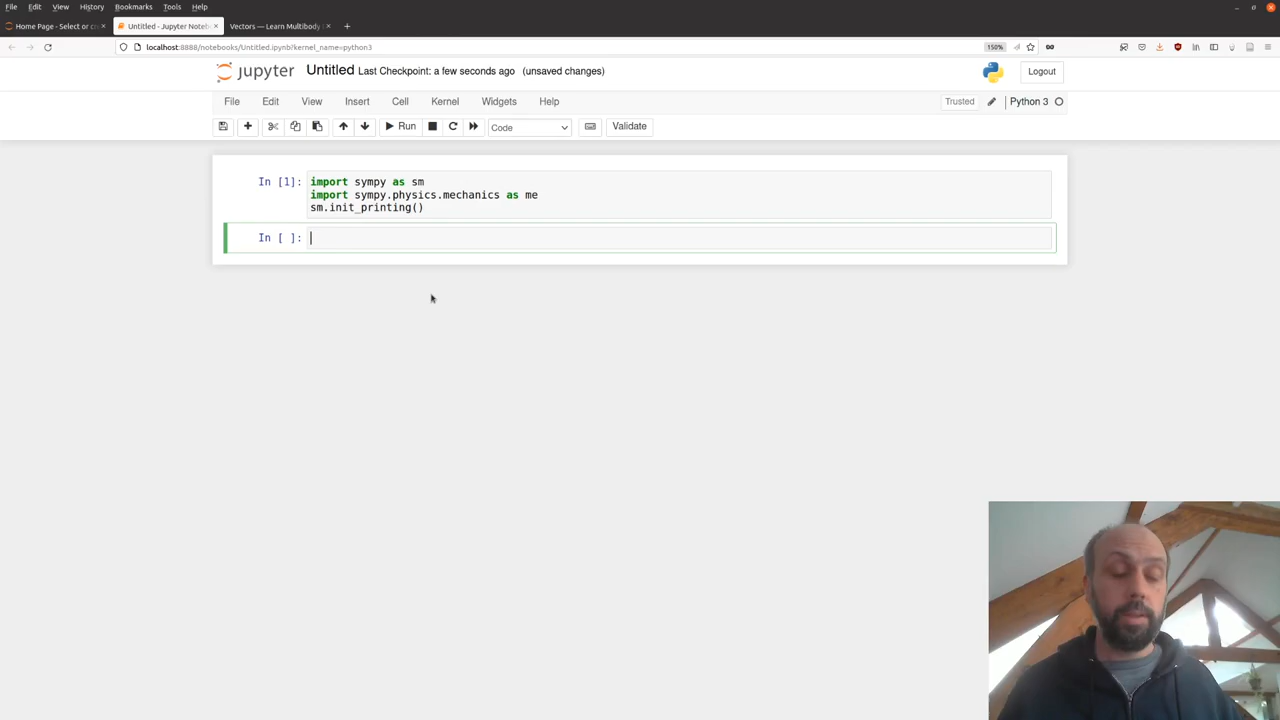 File Edit View History Bookmarks Tools Help
Home Page - Select or c
Untitled - Jupyter Noteb
Vectors — Learn Multibody
localhost:8888/notebooks/Untitled.ipynb?kernel_name=python3
150%
jupyter Untitled Last Checkpoint: a few seconds ago (unsaved changes)
Logout
File Edit View Insert Cell Kernel Widgets Help
Trusted Python 3
Run Code Validate
In [1]: import sympy as sm
import sympy.physics.mechanics as me
sm.init_printing()
In [ ]: